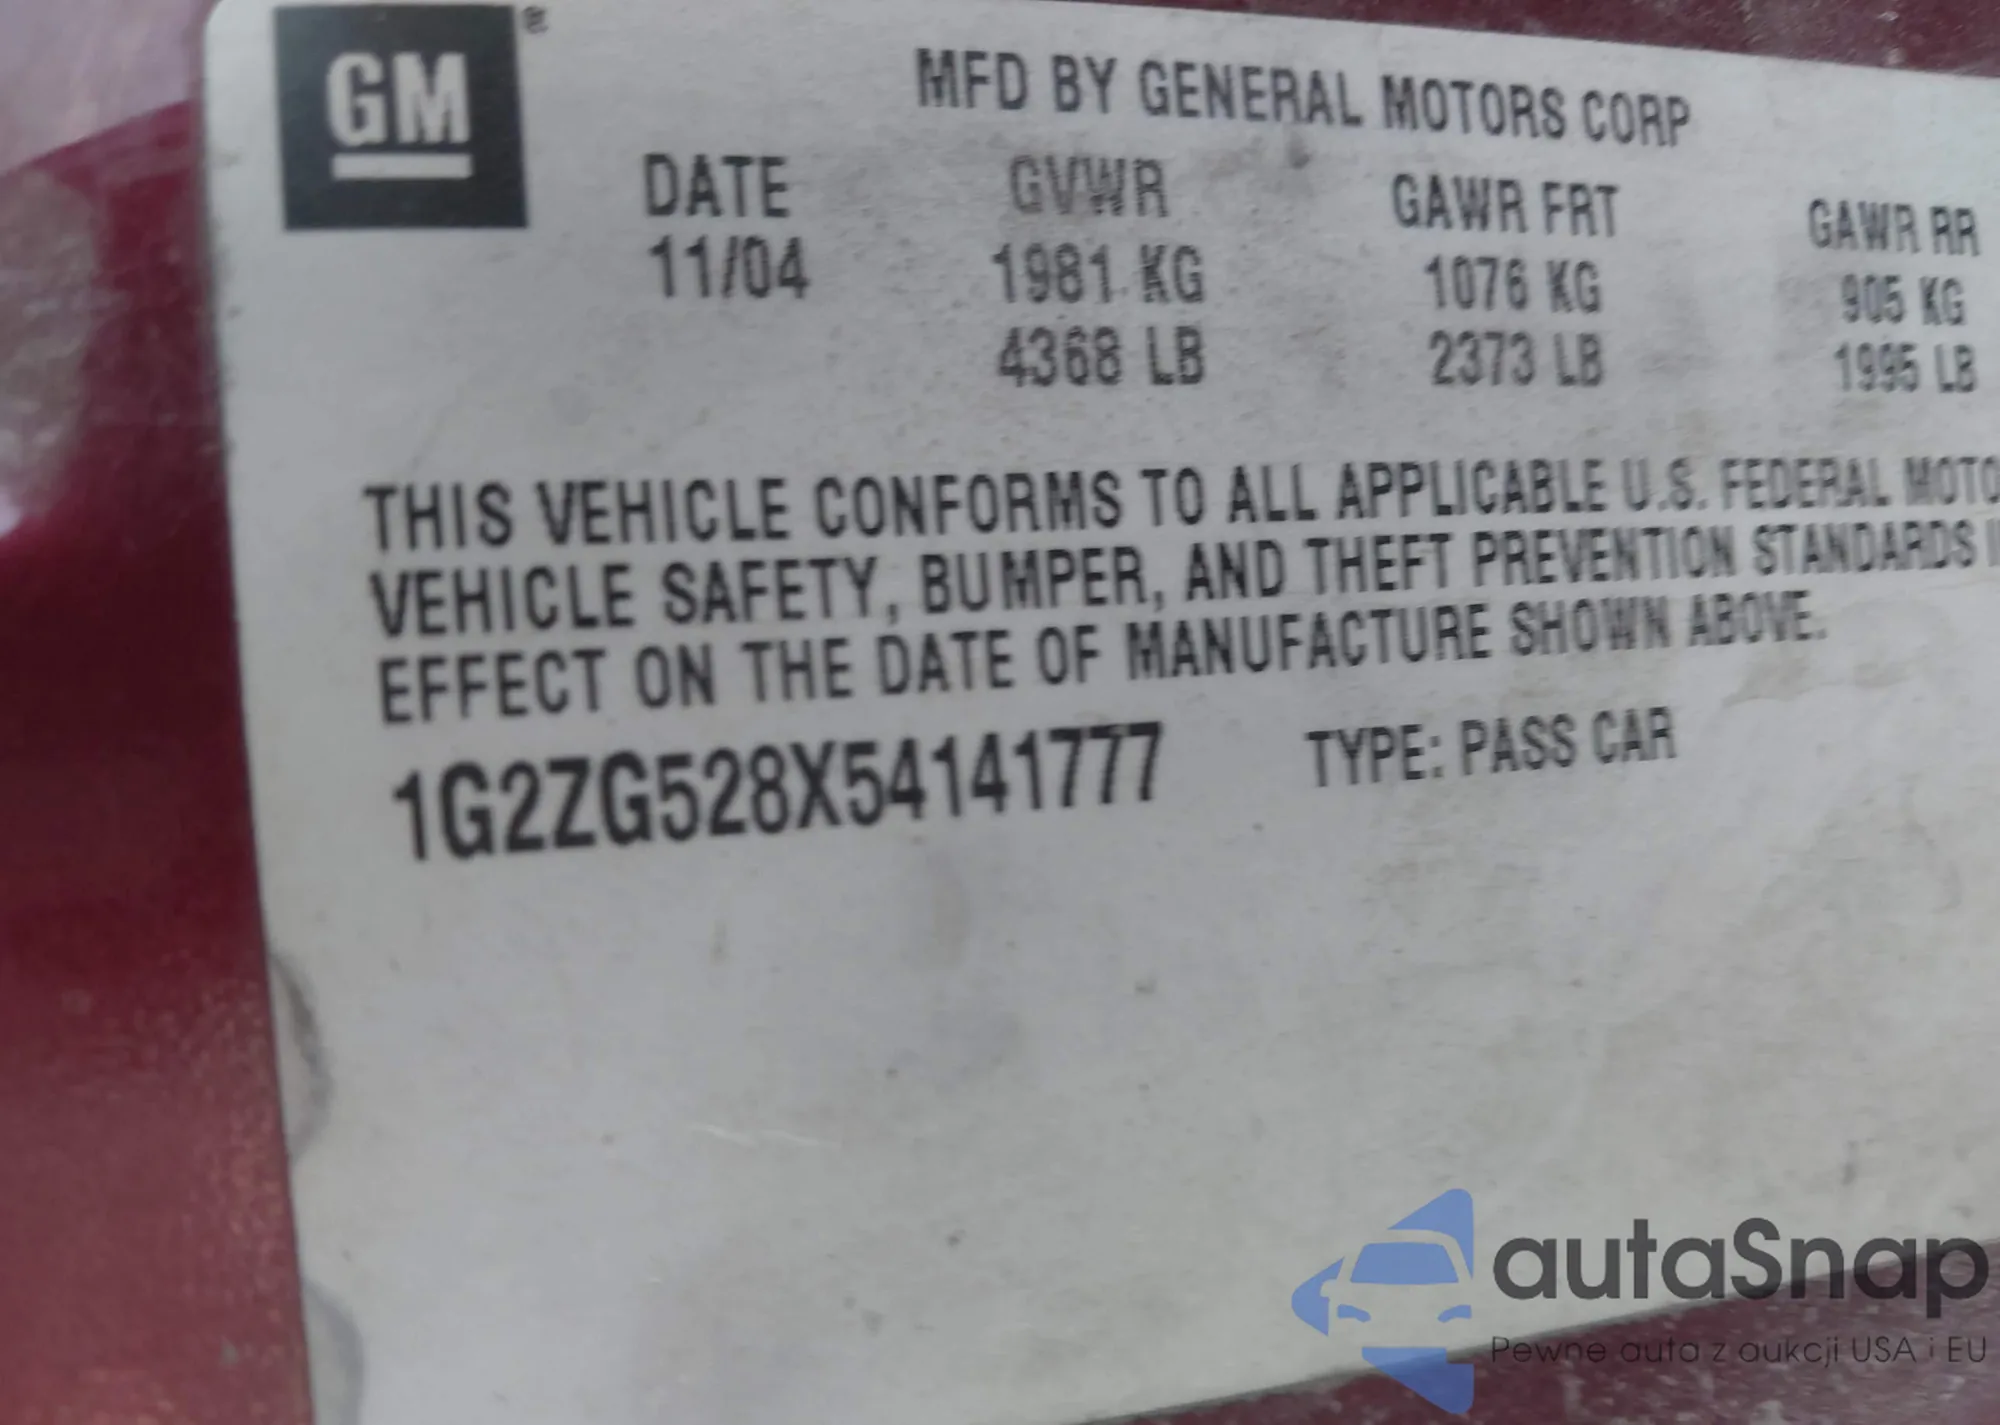 GM®
MFD BY GENERAL MOTORS CORP
DATE GVWR GAWR FRT GAWR RR
11/04 1981 KG 1076 KG 905 KG
4368 LB 2373 LB 1995 LB
THIS VEHICLE CONFORMS TO ALL APPLICABLE U.S. FEDERAL MOTO
VEHICLE SAFETY, BUMPER, AND THEFT PREVENTION STANDARDS I
EFFECT ON THE DATE OF MANUFACTURE SHOWN ABOVE.
1G2ZG528X54141777 TYPE: PASS CAR
autaSnap
Pewne auta z aukcji USA i EU